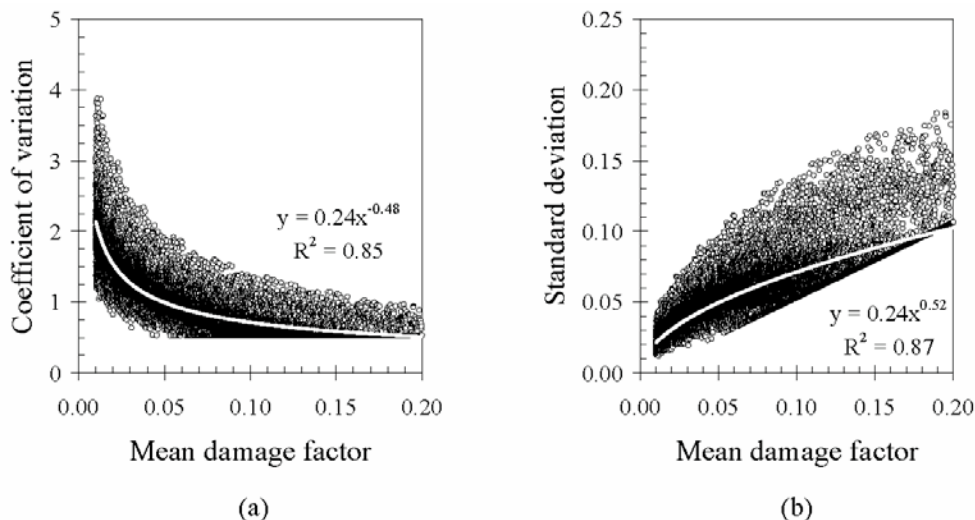 5
4
3
2
1
0
Coefficient of variation
y = 0.24x^-0.48
R² = 0.85
0.00 0.05 0.10 0.15 0.20
Mean damage factor
(a)
0.25
0.20
0.15
0.10
0.05
0.00
Standard deviation
y = 0.24x^0.52
R² = 0.87
0.00 0.05 0.10 0.15 0.20
Mean damage factor
(b)